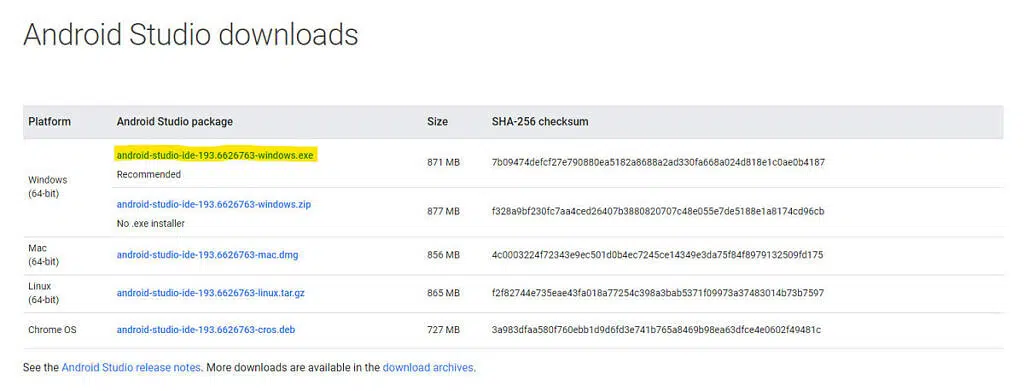 Android Studio downloads
Platform Android Studio package Size SHA-256 checksum
Windows
(64-bit)
android-studio-ide-193.6626763-windows.exe
Recommended
871 MB 7b09474defcf27e790880ea5182a8688a2ad330fa668a024d818e1c0ae0b4187
android-studio-ide-193.6626763-windows.zip
No .exe installer
877 MB f328a9bf230fc7aa4ced26407b3880820707c48e055e7de5188e1a8174cd96cb
Mac
(64-bit)
android-studio-ide-193.6626763-mac.dmg 856 MB 4c0003224f72343e9ec501d0b4ec7245ce14349e3da75f84f8979132509fd175
Linux
(64-bit)
android-studio-ide-193.6626763-linux.tar.gz 865 MB f2f82744e735eae43fa018a77254c398a3bab5371f09973a37483014b73b7597
Chrome OS android-studio-ide-193.6626763-cros.deb 727 MB 3a983dfaa580f760ebb1d9d6fd3e741b765a8469b98ea63dfce4e0602f49481c
See the Android Studio release notes. More downloads are available in the download archives.